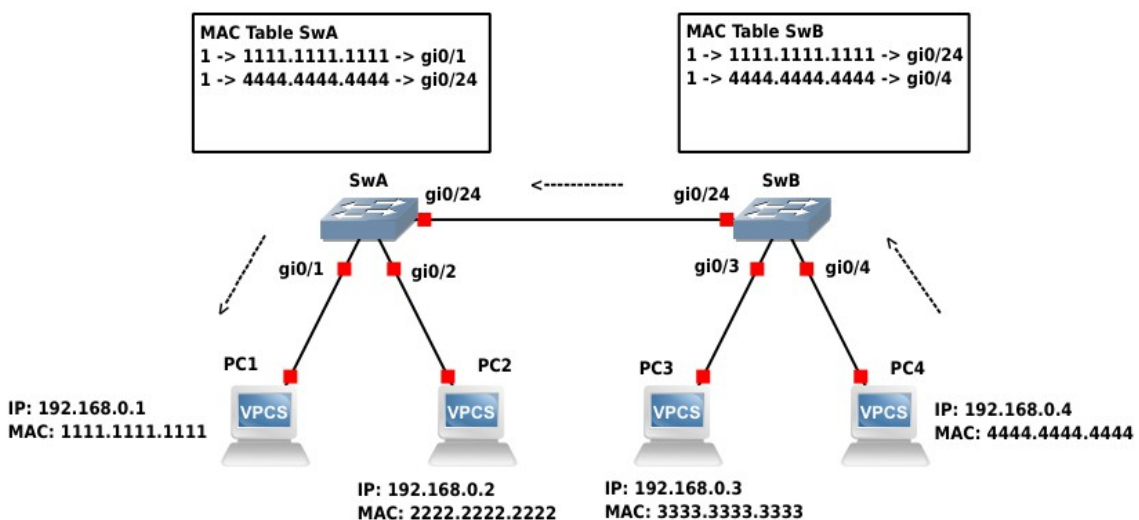 MAC Table SwA
1 -> 1111.1111.1111 -> gi0/1
1 -> 4444.4444.4444 -> gi0/24
MAC Table SwB
1 -> 1111.1111.1111 -> gi0/24
1 -> 4444.4444.4444 -> gi0/4
SwA
gi0/24
gi0/24
SwB
gi0/1
gi0/2
gi0/3
gi0/4
PC1
PC2
PC3
PC4
VPCS
VPCS
VPCS
VPCS
IP: 192.168.0.1
MAC: 1111.1111.1111
IP: 192.168.0.4
MAC: 4444.4444.4444
IP: 192.168.0.2
MAC: 2222.2222.2222
IP: 192.168.0.3
MAC: 3333.3333.3333